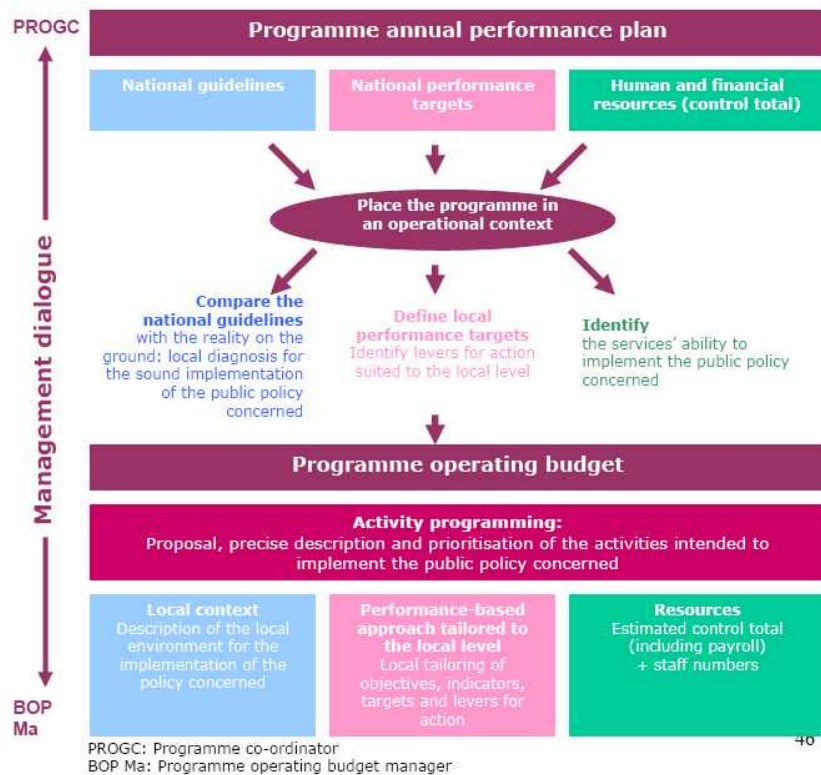 PROGC
Programme annual performance plan
National guidelines
National performance
targets
Human and financial
resources (control total)
Place the programme in
an operational context
Management dialogue
Compare the
national guidelines
with the reality on the
ground: local diagnosis for
the sound implementation
of the public policy
concerned
Define local
performance targets
Identify levers for action
suited to the local level
Identify
the services' ability to
implement the public policy
concerned
Programme operating budget
Activity programming:
Proposal, precise description and prioritisation of the activities intended to
implement the public policy concerned
Local context
Description of the local
environment for the
implementation of the
policy concerned
Performance-based
approach tailored to
the local level
Local tailoring of
objectives, indicators,
targets and levers for
action
Resources
Estimated control total
(including payroll)
+ staff numbers
BOP
Ma
46
PROGC: Programme co-ordinator
BOP Ma: Programme operating budget manager